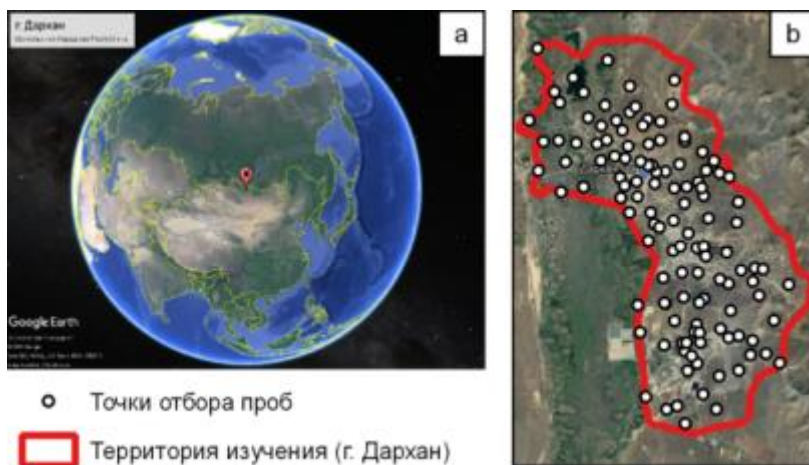 г. Дархан
a
b
Google Earth
Точки отбора проб
Территория изучения (г. Дархан)